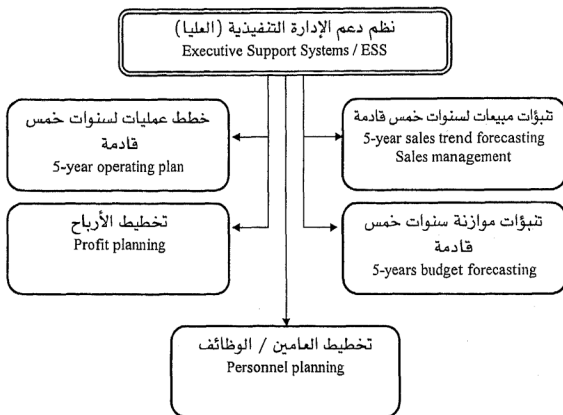 نظم دعم الإدارة التنفيذية (العليا)
Executive Support Systems / ESS
خطط عمليات لسنوات خمس
قادمة
5-year operating plan
تنبؤات مبيعات لسنوات خمس قادمة
5-year sales trend forecasting
Sales management
تخطيط الأرباح
Profit planning
تنبؤات موازنة سنوات خمس
قادمة
5-years budget forecasting
تخطيط العامين / الوظائف
Personnel planning